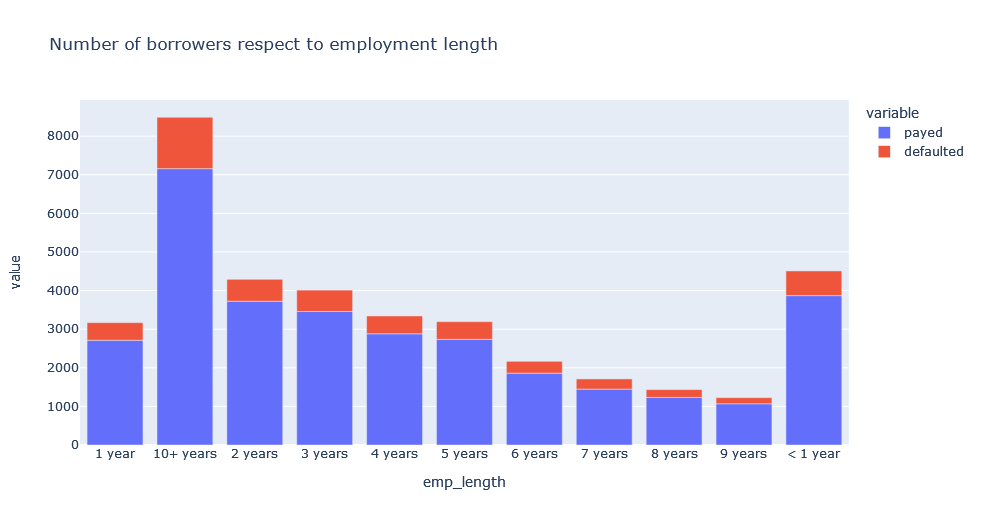 Number of borrowers respect to employment length
variable
payed
defaulted
value
8000
7000
6000
5000
4000
3000
2000
1000
0
1 year 10+ years 2 years 3 years 4 years 5 years 6 years 7 years 8 years 9 years < 1 year
emp_length